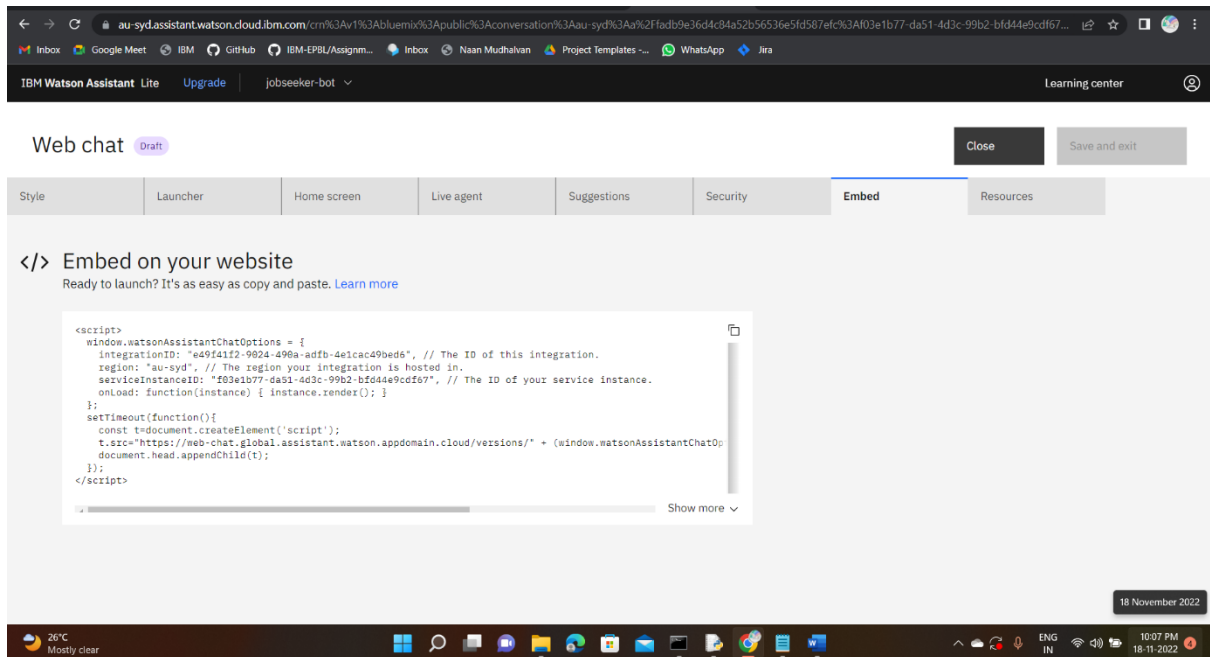 au-syd.assistant.watson.cloud.ibm.com/crn%3Av1%3Abluemix%3Apublic%3Aconversation%3Aau-syd%3Aa%2Ffadb9e36d4c84a52b56536e5fd587efc%3Af03e1b77-da51-4d3c-99b2-bfd44e9cdf67...
Inbox Google Meet IBM GitHub IBM-EPBL/Assignm... Inbox Naan Mudhalvan Project Templates -... WhatsApp Jira
IBM Watson Assistant Lite Upgrade jobseeker-bot Learning center
Web chat Draft Close Save and exit
Style Launcher Home screen Live agent Suggestions Security Embed Resources
</> Embed on your website
Ready to launch? It's as easy as copy and paste. Learn more
<script>
window.watsonAssistantChatOptions = {
integrationID: "e49f41f2-9024-490a-adfb-4e1cac49bed6", // The ID of this integration.
region: "au-syd", // The region your integration is hosted in.
serviceInstanceID: "f03e1b77-da51-4d3c-99b2-bfd44e9cdf67", // The ID of your service instance.
onLoad: function(instance) { instance.render(); }
};
setTimeout(function(){
const t=document.createElement('script');
t.src="https://web-chat.global.assistant.watson.appdomain.cloud/versions/" + (window.watsonAssistantChatOp
document.head.appendChild(t);
});
</script>
Show more
18 November 2022
26°C
Mostly clear
ENG
IN
10:07 PM
18-11-2022
4